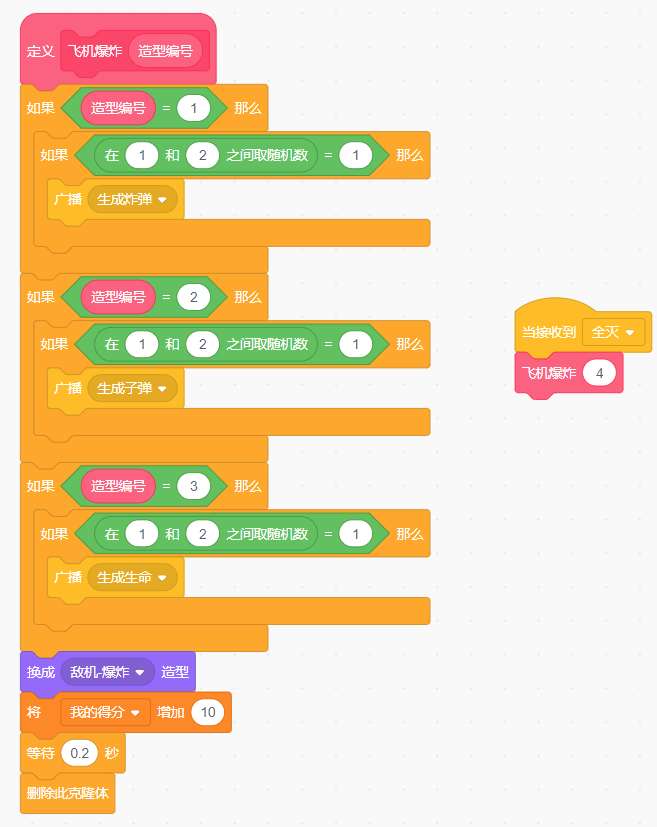 定义 飞机爆炸 造型编号
如果 造型编号 = 1 那么
如果 在 1 和 2 之间取随机数 = 1 那么
广播 生成炸弹
如果 造型编号 = 2 那么
如果 在 1 和 2 之间取随机数 = 1 那么
广播 生成子弹
如果 造型编号 = 3 那么
如果 在 1 和 2 之间取随机数 = 1 那么
广播 生成生命
换成 敌机-爆炸 造型
将 我的得分 增加 10
等待 0.2 秒
删除此克隆体
当接收到 全灭
飞机爆炸 4